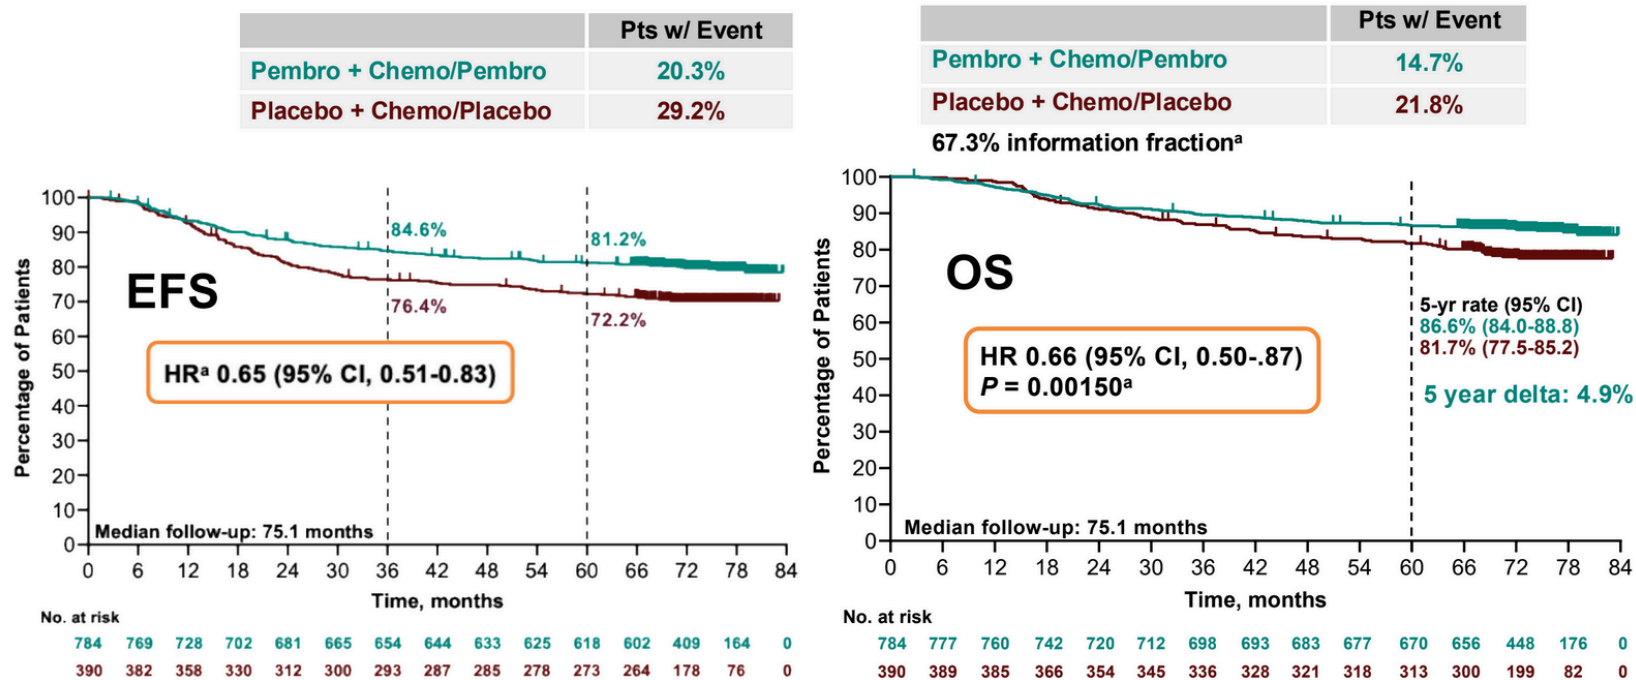 Pts w/ Event
Pembro + Chemo/Pembro 20.3%
Placebo + Chemo/Placebo 29.2%
Percentage of Patients
100
90
80
70
60
50
40
30
20
10
0
84.6%
81.2%
76.4%
72.2%
EFS
HRᵃ 0.65 (95% CI, 0.51-0.83)
Median follow-up: 75.1 months
0 6 12 18 24 30 36 42 48 54 60 66 72 78 84
Time, months
No. at risk
784 769 728 702 681 665 654 644 633 625 618 602 409 164 0
390 382 358 330 312 300 293 287 285 278 273 264 178 76 0
Pts w/ Event
Pembro + Chemo/Pembro 14.7%
Placebo + Chemo/Placebo 21.8%
67.3% information fractionᵃ
Percentage of Patients
100
90
80
70
60
50
40
30
20
10
0
OS
5-yr rate (95% CI)
86.6% (84.0-88.8)
81.7% (77.5-85.2)
HR 0.66 (95% CI, 0.50-.87)
P = 0.00150ᵃ
5 year delta: 4.9%
Median follow-up: 75.1 months
0 6 12 18 24 30 36 42 48 54 60 66 72 78 84
Time, months
No. at risk
784 777 760 742 720 712 698 693 683 677 670 656 448 176 0
390 389 385 366 354 345 336 328 321 318 313 300 199 82 0